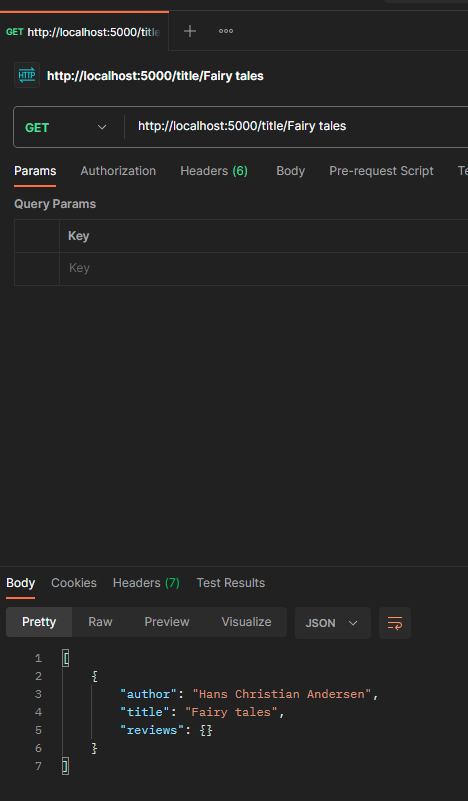 GET http://localhost:5000/title
HTTP http://localhost:5000/title/Fairy tales
GET http://localhost:5000/title/Fairy tales
Params Authorization Headers (6) Body Pre-request Script Te
Query Params
Key
Key
Body Cookies Headers (7) Test Results
Pretty Raw Preview Visualize JSON
1 [
2 {
3 "author": "Hans Christian Andersen",
4 "title": "Fairy tales",
5 "reviews": {}
6 }
7 ]